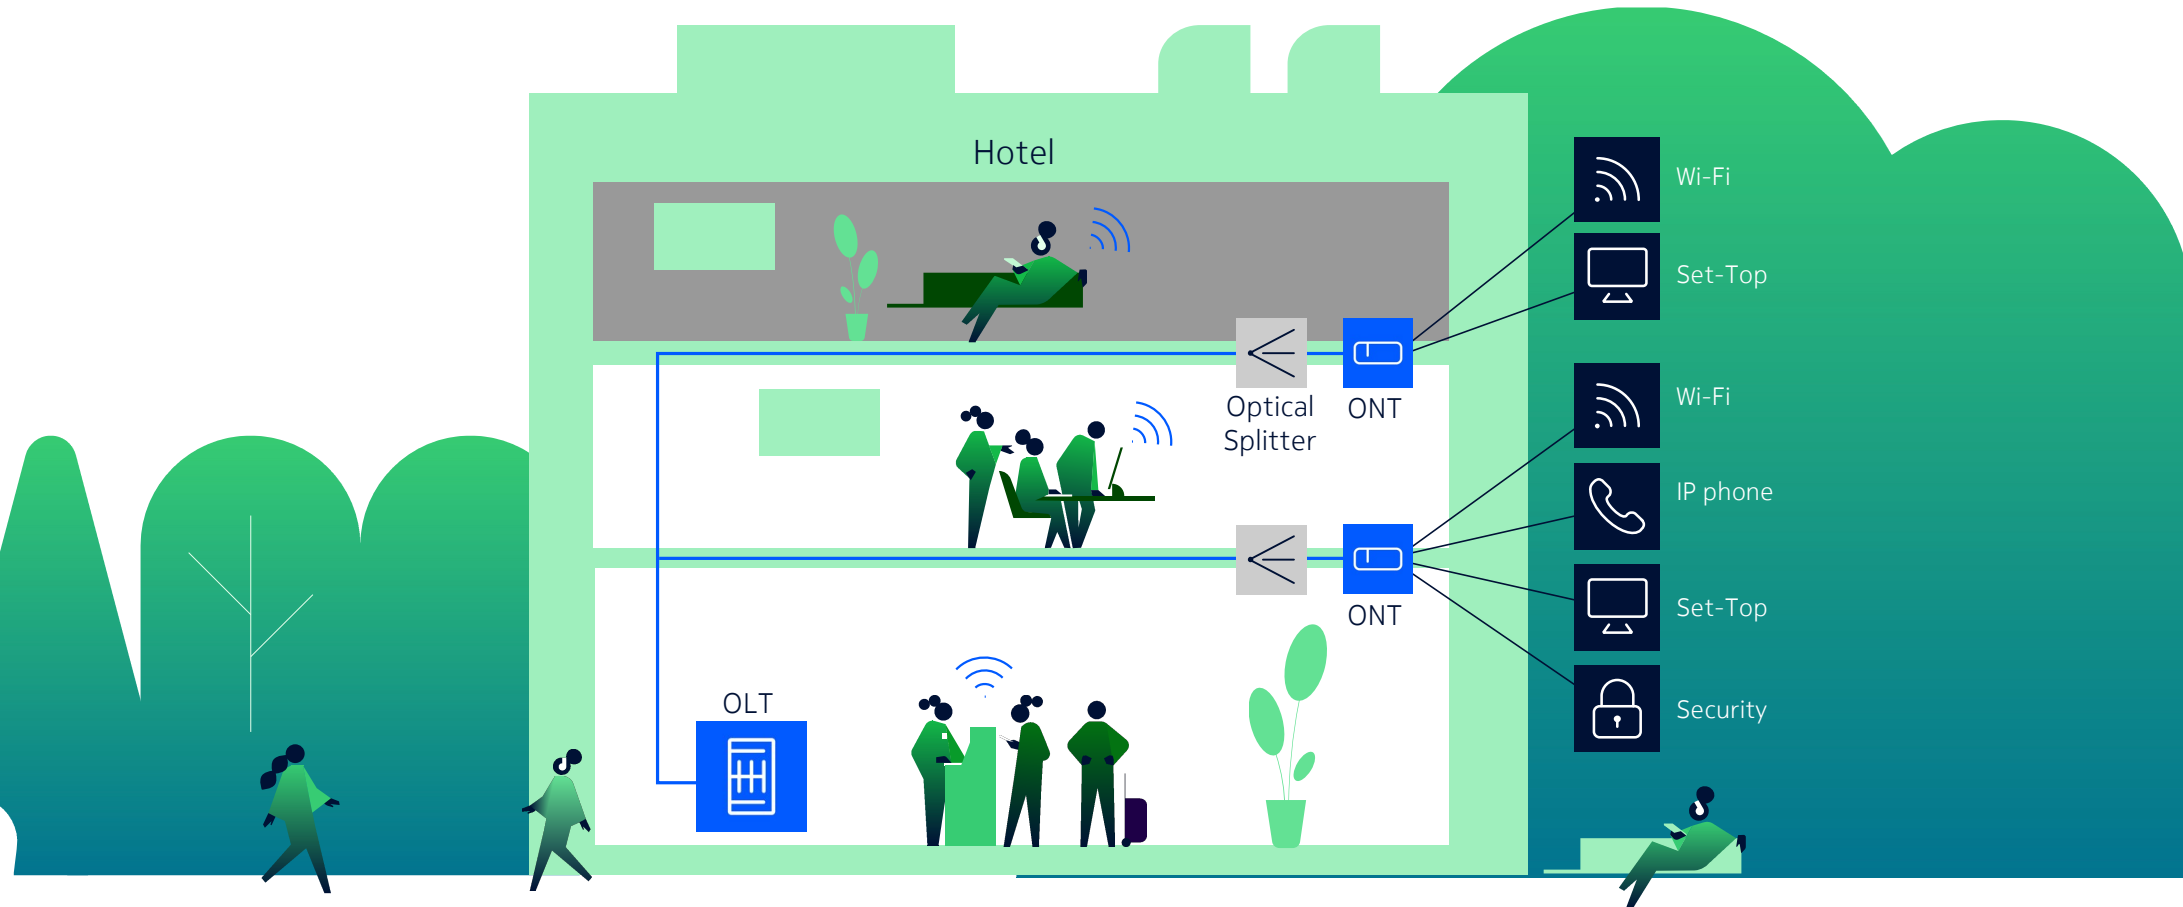 Hotel
Wi-Fi
Set-Top
Optical
Splitter
ONT
Wi-Fi
IP phone
Set-Top
Security
ONT
OLT